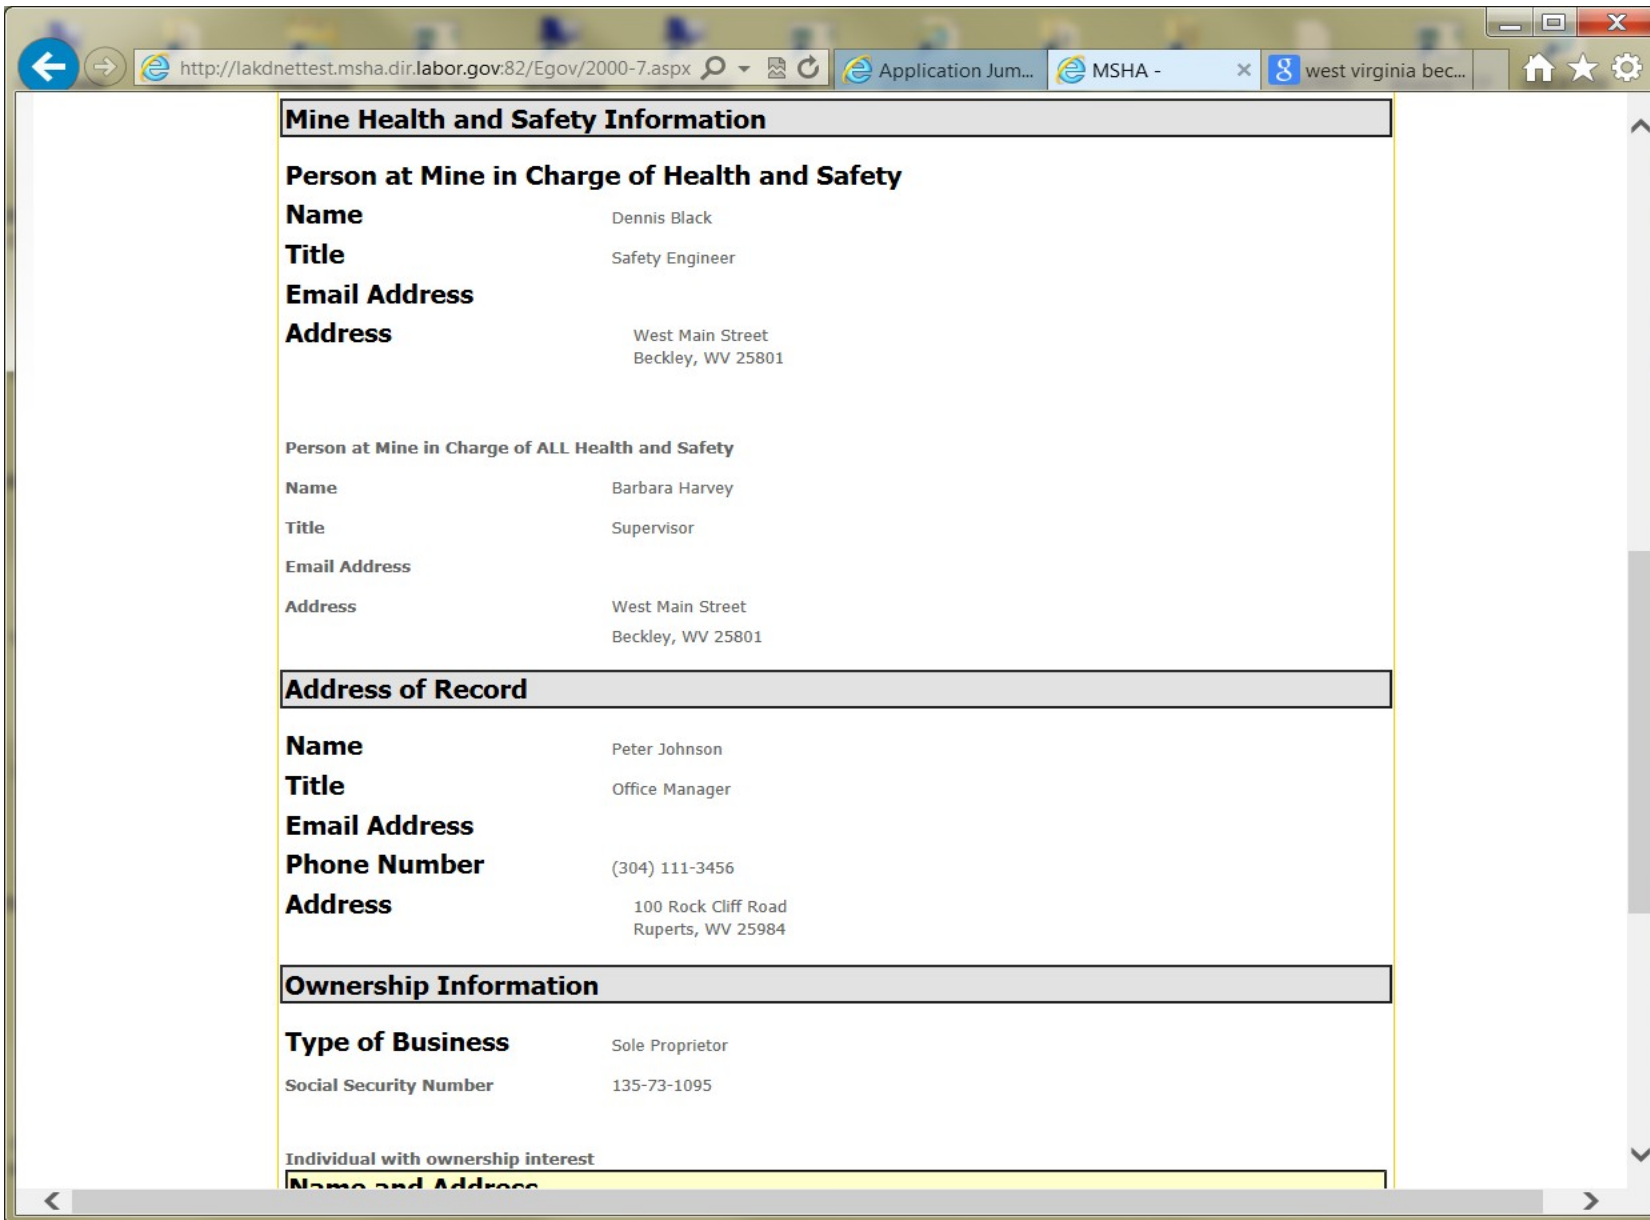 http://lakdnettest.msha.dir.labor.gov:82/Egov/2000-7.aspx Application Jum... MSHA - west virginia bec...
Mine Health and Safety Information
Person at Mine in Charge of Health and Safety
Name Dennis Black
Title Safety Engineer
Email Address
Address West Main Street
Beckley, WV 25801
Person at Mine in Charge of ALL Health and Safety
Name Barbara Harvey
Title Supervisor
Email Address
Address West Main Street
Beckley, WV 25801
Address of Record
Name Peter Johnson
Title Office Manager
Email Address
Phone Number (304) 111-3456
Address 100 Rock Cliff Road
Ruperts, WV 25984
Ownership Information
Type of Business Sole Proprietor
Social Security Number 135-73-1095
Individual with ownership interest
Name and Address